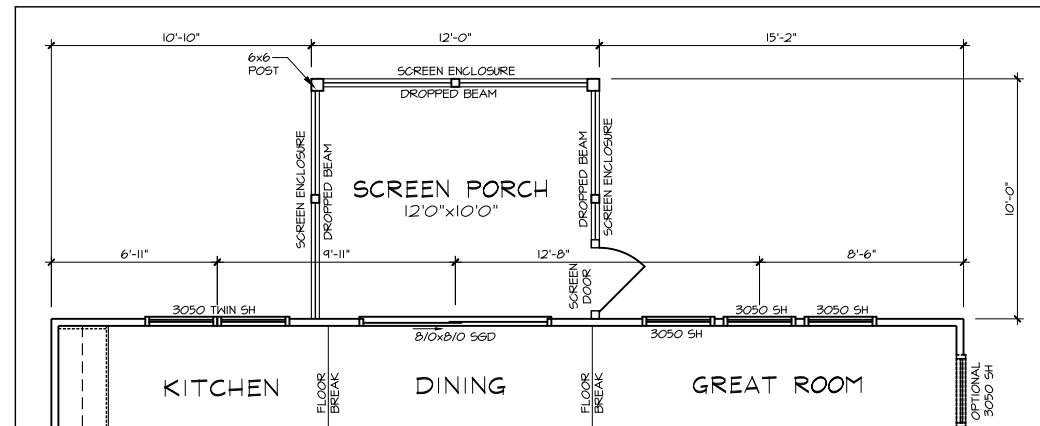 10'-10"
12'-0"
15'-2"
6x6
POST
SCREEN ENCLOSURE
DROPPED BEAM
SCREEN ENCLOSURE
DROPPED BEAM
DROPPED BEAM
SCREEN ENCLOSURE
SCREEN PORCH
12'0"x10'0"
10'-0"
6'-11"
9'-11"
12'-8"
8'-6"
SCREEN
DOOR
3050 TWIN SH
8/0x8/0 SGD
3050 SH
3050 SH
3050 SH
KITCHEN
FLOOR
BREAK
DINING
FLOOR
BREAK
GREAT ROOM
OPTIONAL
3050 SH